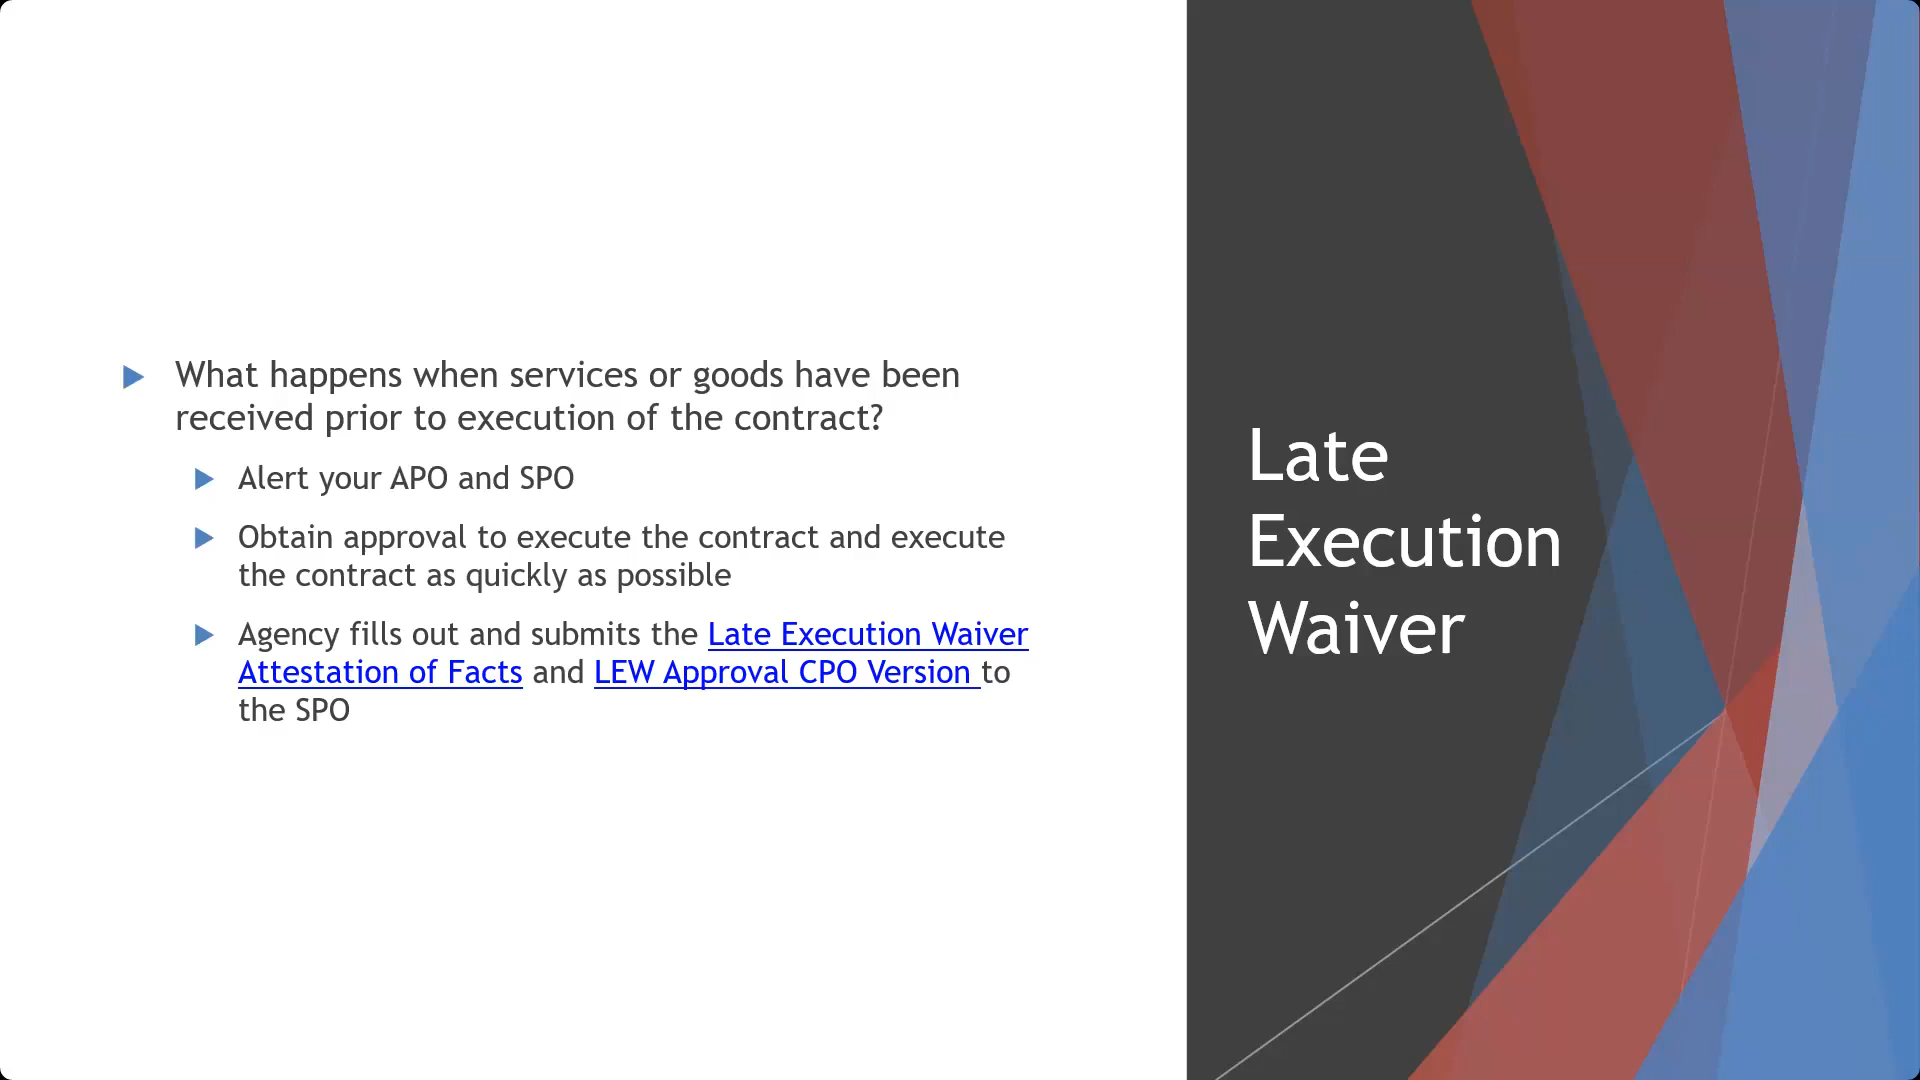 What happens when services or goods have been
received prior to execution of the contract?
Alert your APO and SPO
Obtain approval to execute the contract and execute
the contract as quickly as possible
Agency fills out and submits the Late Execution Waiver
Attestation of Facts and LEW Approval CPO Version to
the SPO
Late
Execution
Waiver